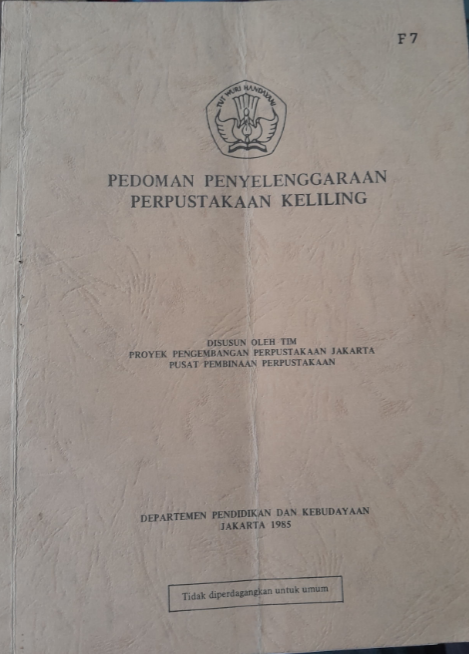 F 7
TUT WURI HANDAYANI
PEDOMAN PENYELENGGARAAN
PERPUSTAKAAN KELILING
DISUSUN OLEH TIM
PROYEK PENGEMBANGAN PERPUSTAKAAN JAKARTA
PUSAT PEMBINAAN PERPUSTAKAAN
DEPARTEMEN PENDIDIKAN DAN KEBUDAYAAN
JAKARTA 1985
Tidak diperdagangkan untuk umum